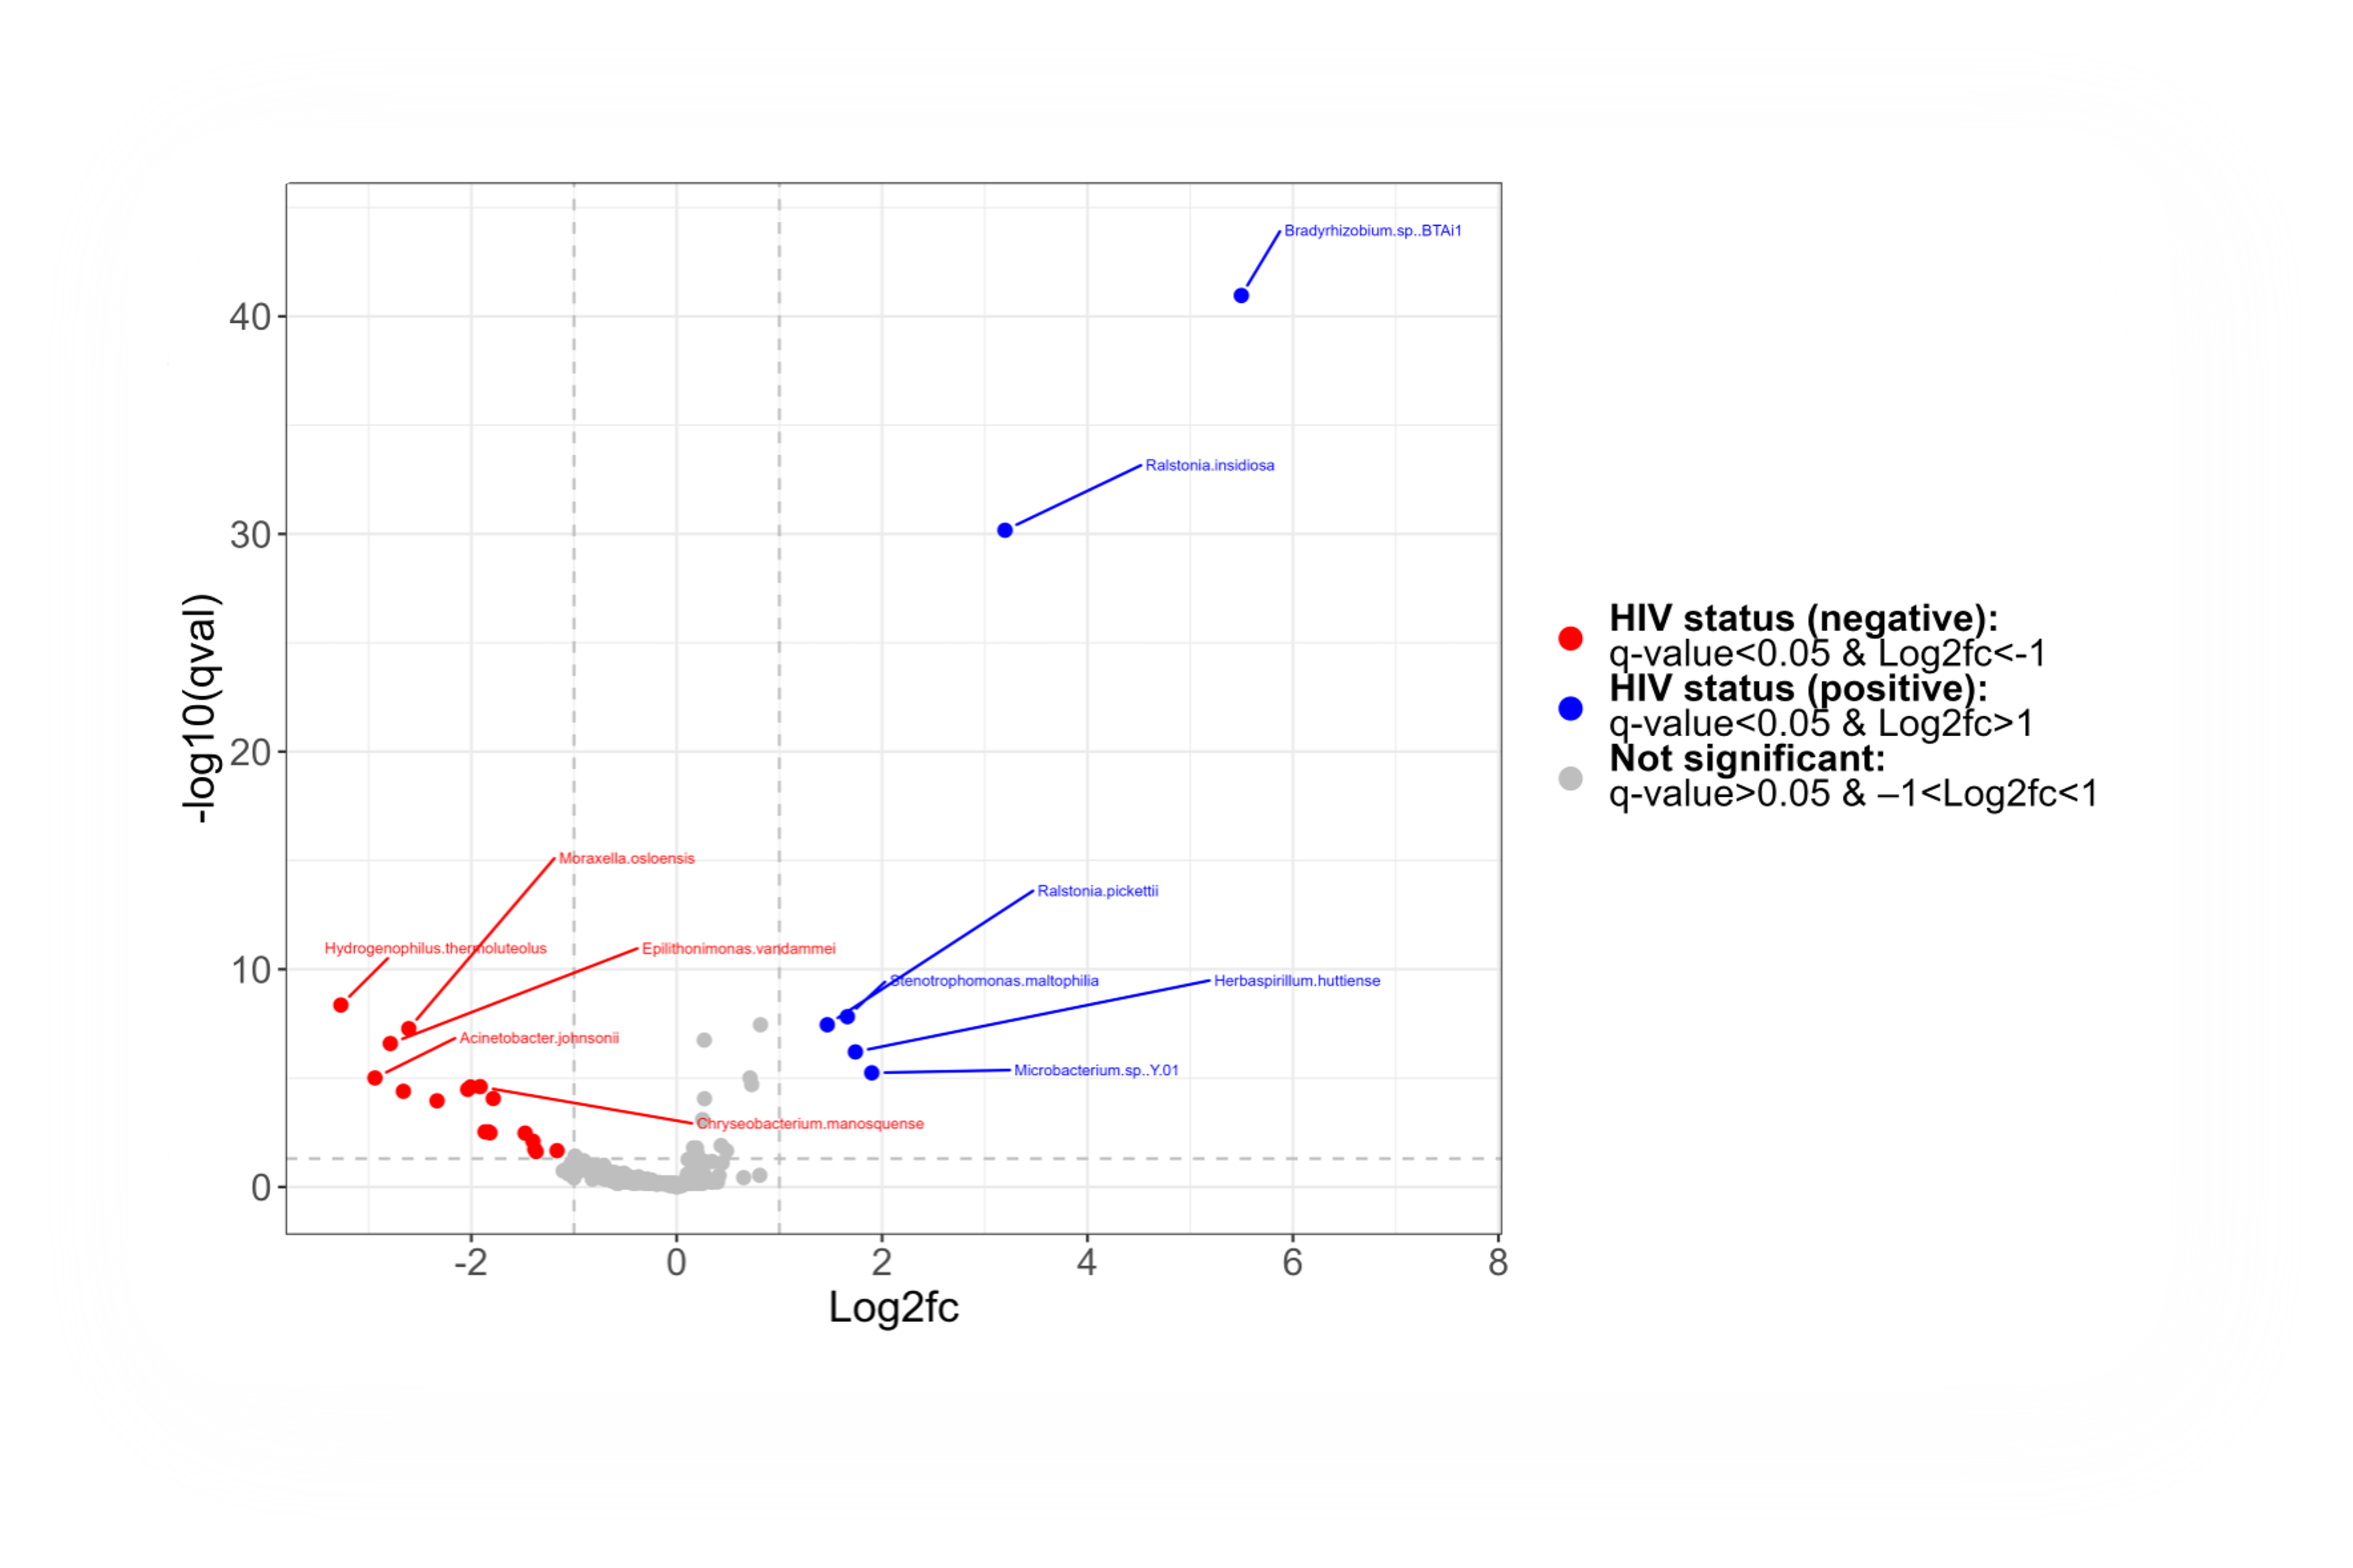 Bradyrhizobium.sp..BTAi1
40
Ralstonia.insidiosa
30
-log10(qval)
HIV status (negative):
q-value<0.05 & Log2fc<-1
HIV status (positive):
q-value<0.05 & Log2fc>1
Not significant:
q-value>0.05 & –1<Log2fc<1
20
Moraxella.osloensis
Ralstonia.pickettii
Hydrogenophilus.thermoluteolus
Epilithonimonas.vandammei
10
Stenotrophomonas.maltophilia
Herbaspirillum.huttiense
Acinetobacter.johnsonii
Microbacterium.sp..Y.01
Chryseobacterium.manosquense
0
-2 0 2 4 6 8
Log2fc